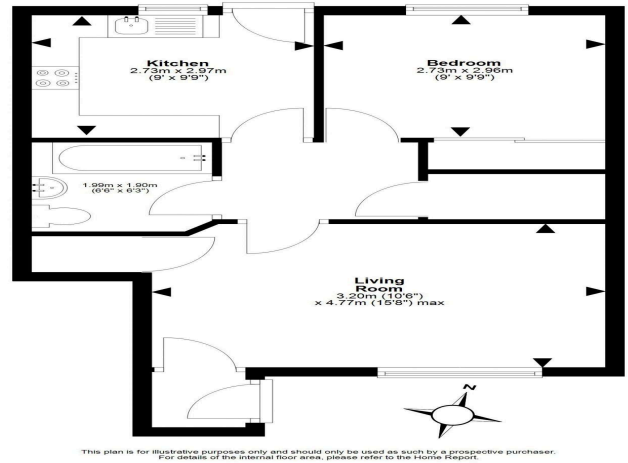 Kitchen
2.73m x 2.97m
(9' x 9'9")
Bedroom
2.73m x 2.96m
(9' x 9'9")
1.99m x 1.90m
(6'6" x 6'3")
Living
Room
3.20m (10'6")
x 4.77m (15'8") max
N
This plan is for illustrative purposes only and should only be used as such by a prospective purchaser.
For details of the internal floor area, please refer to the Home Report.